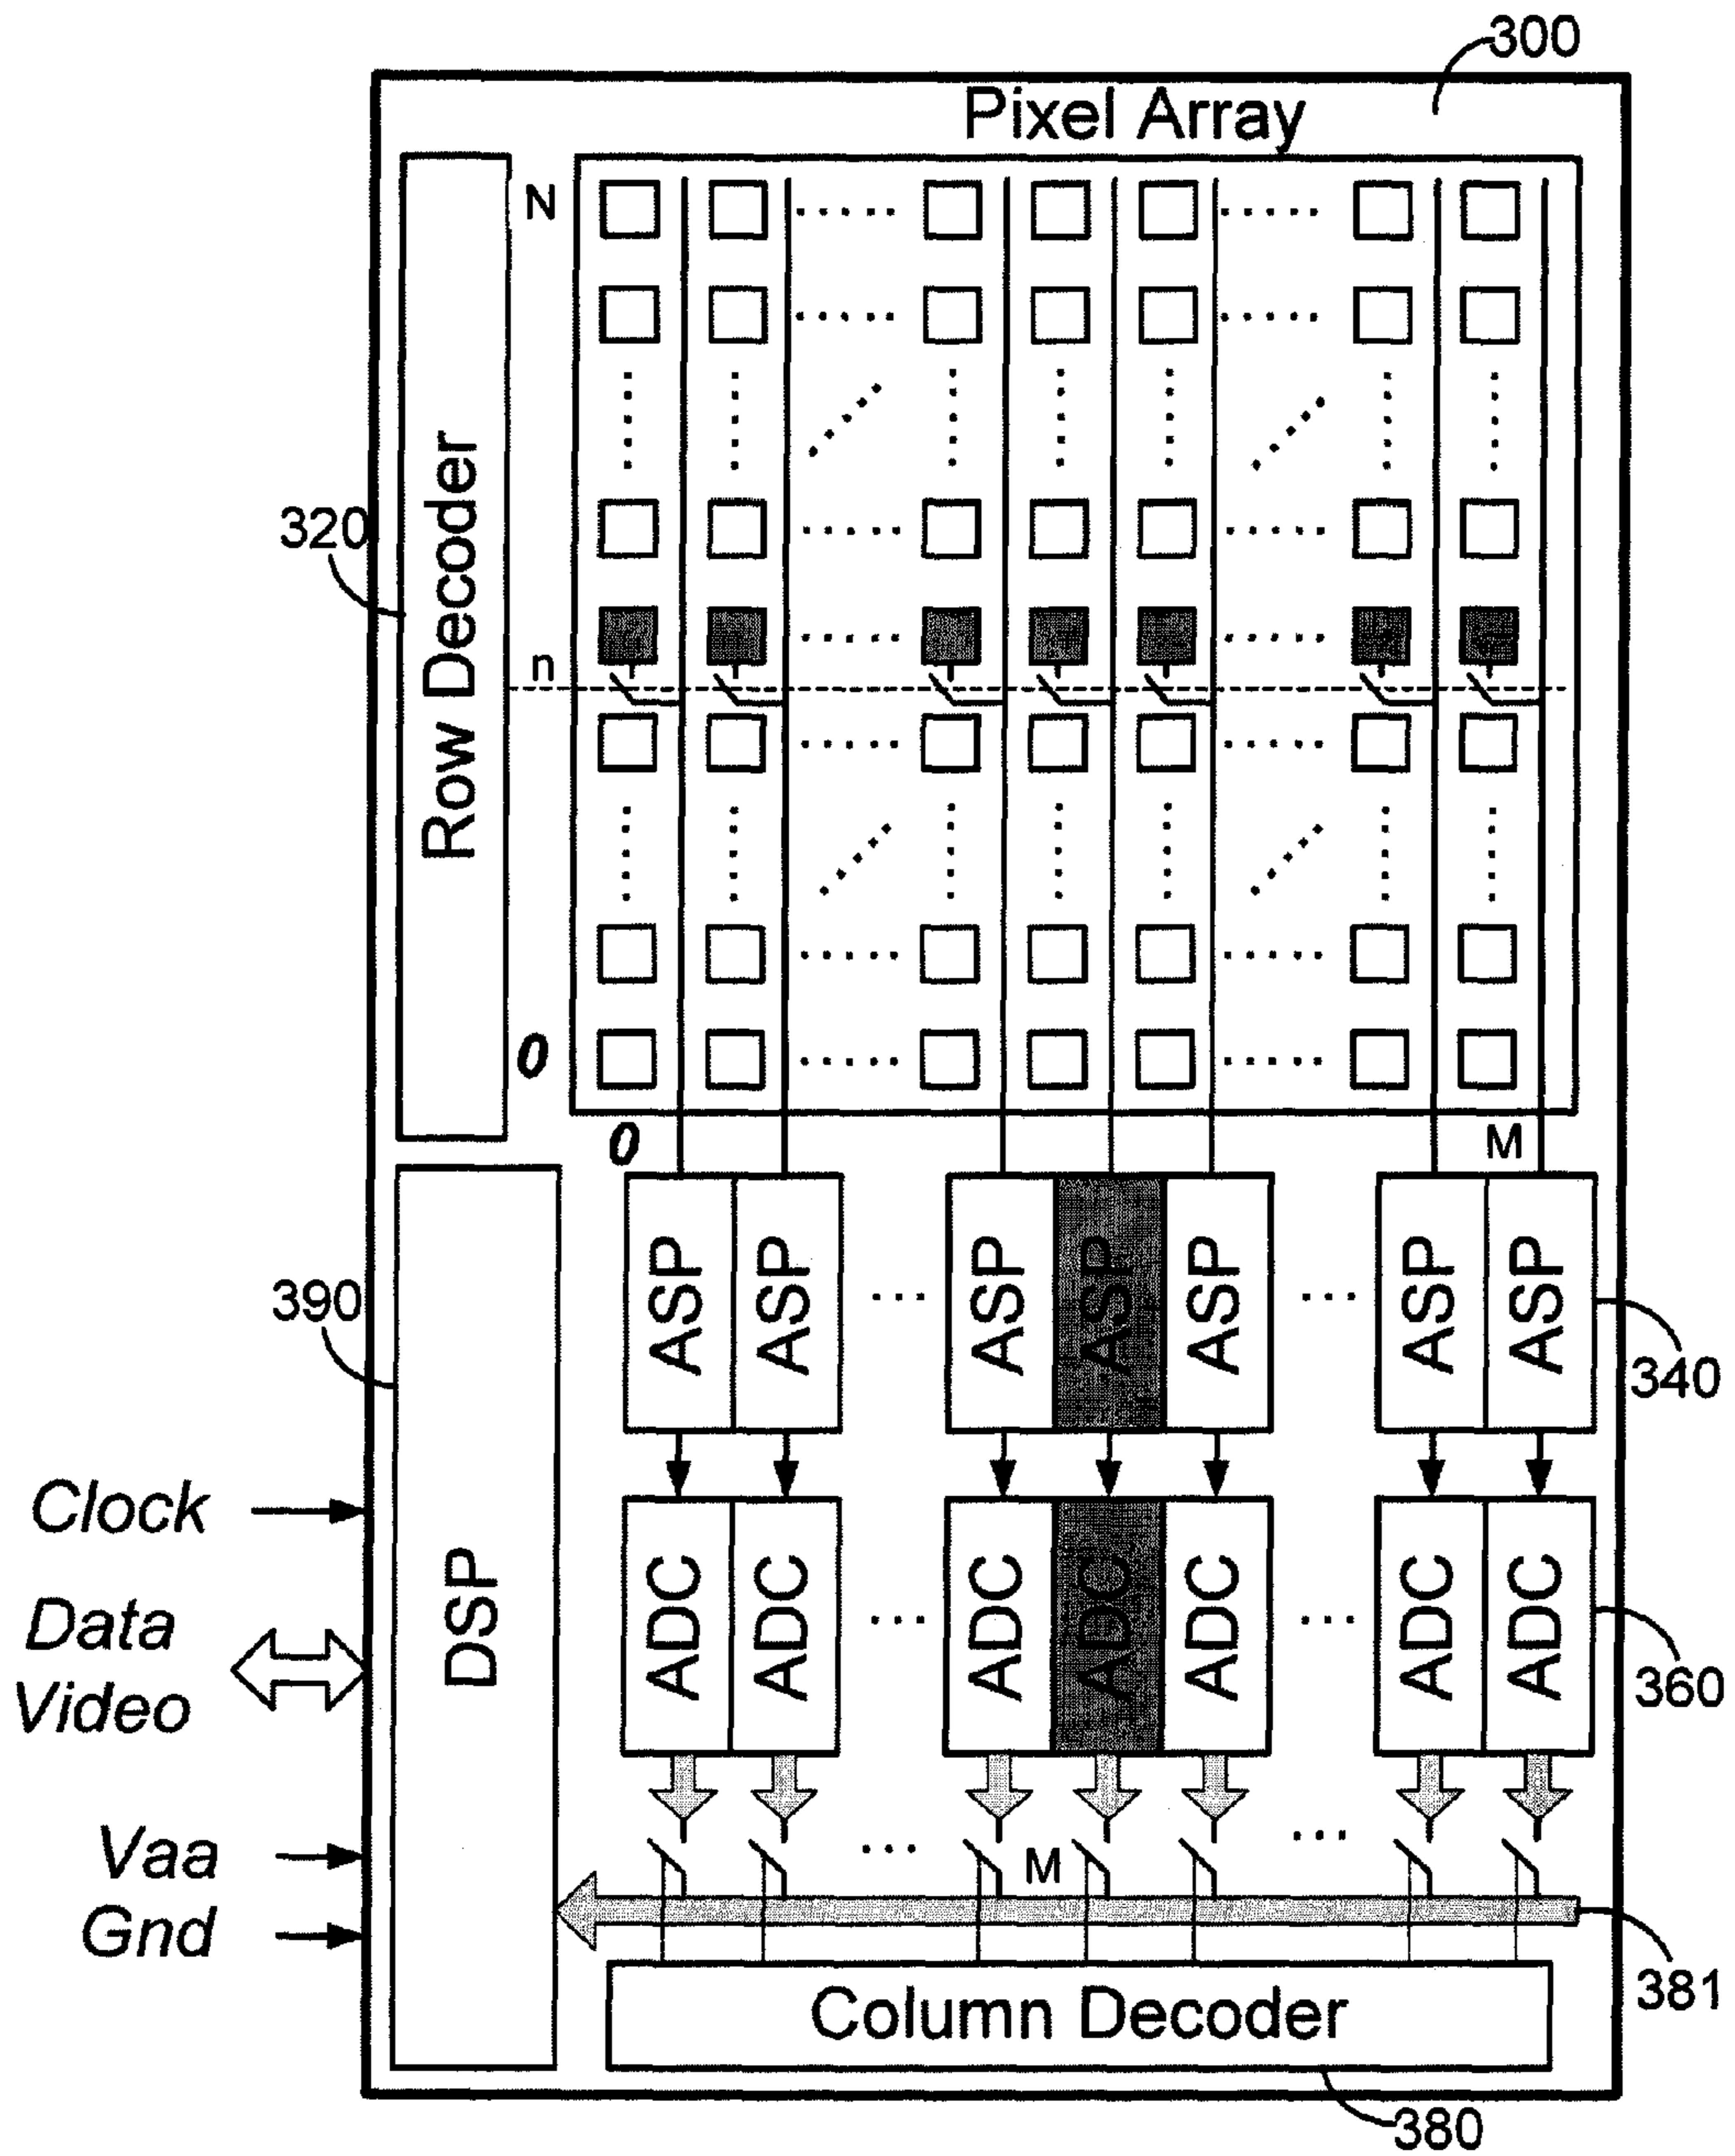 300
Pixel Array
N
Row Decoder
320
n
0
0
M
ASP ASP ... ASP ASP ASP ... ASP ASP
340
390
DSP
Clock
ADC ADC ... ADC ADC ADC ... ADC ADC
360
Data
Video
... M ...
Vaa
Gnd
381
Column Decoder
380